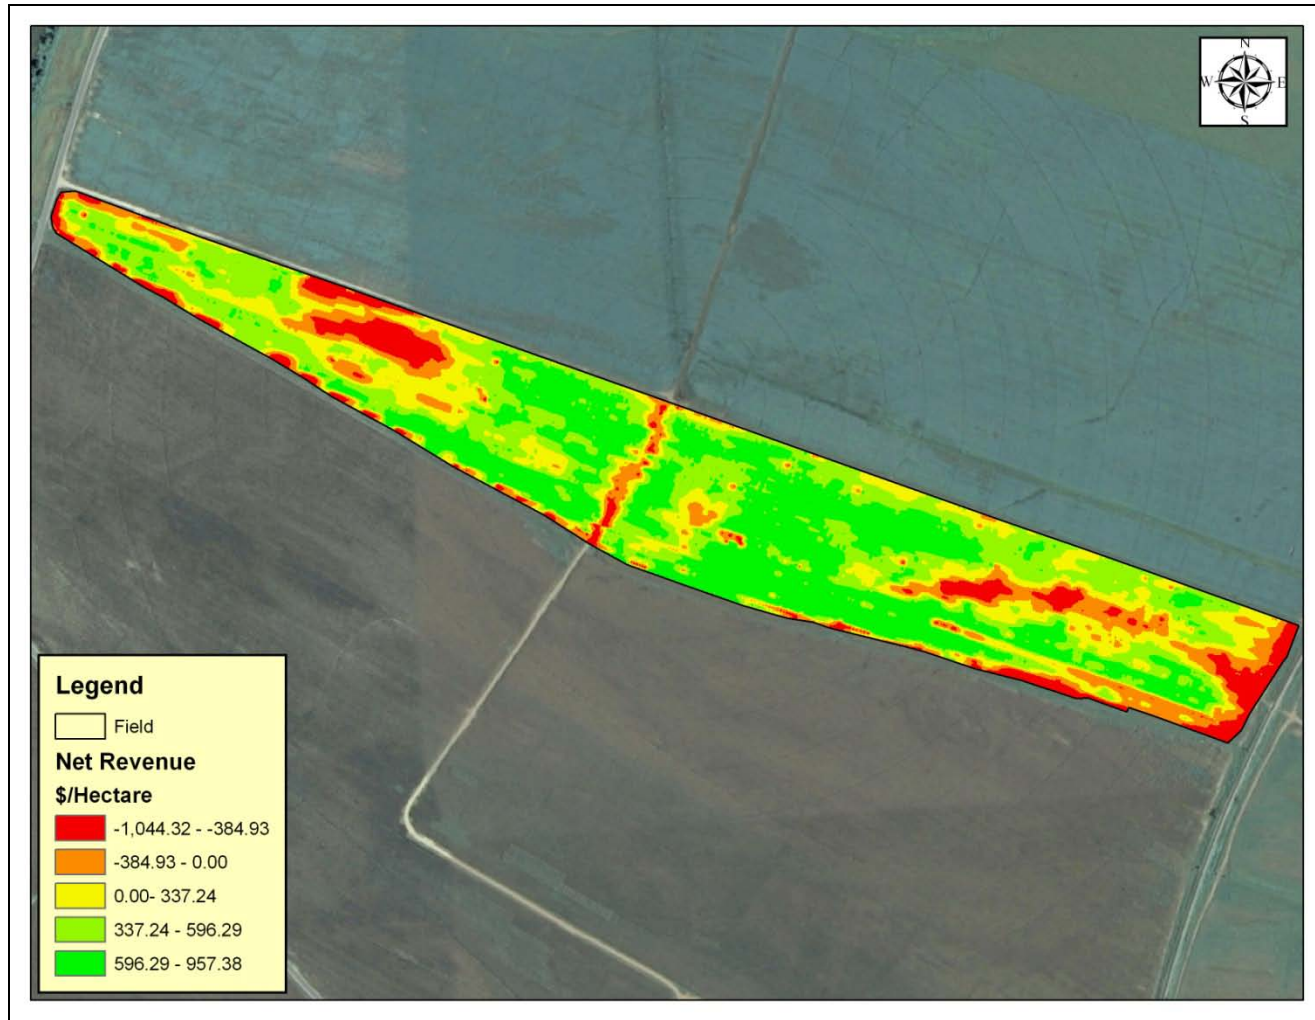 N
W E
S
Legend
Field
Net Revenue
$/Hectare
-1,044.32 - -384.93
-384.93 - 0.00
0.00- 337.24
337.24 - 596.29
596.29 - 957.38